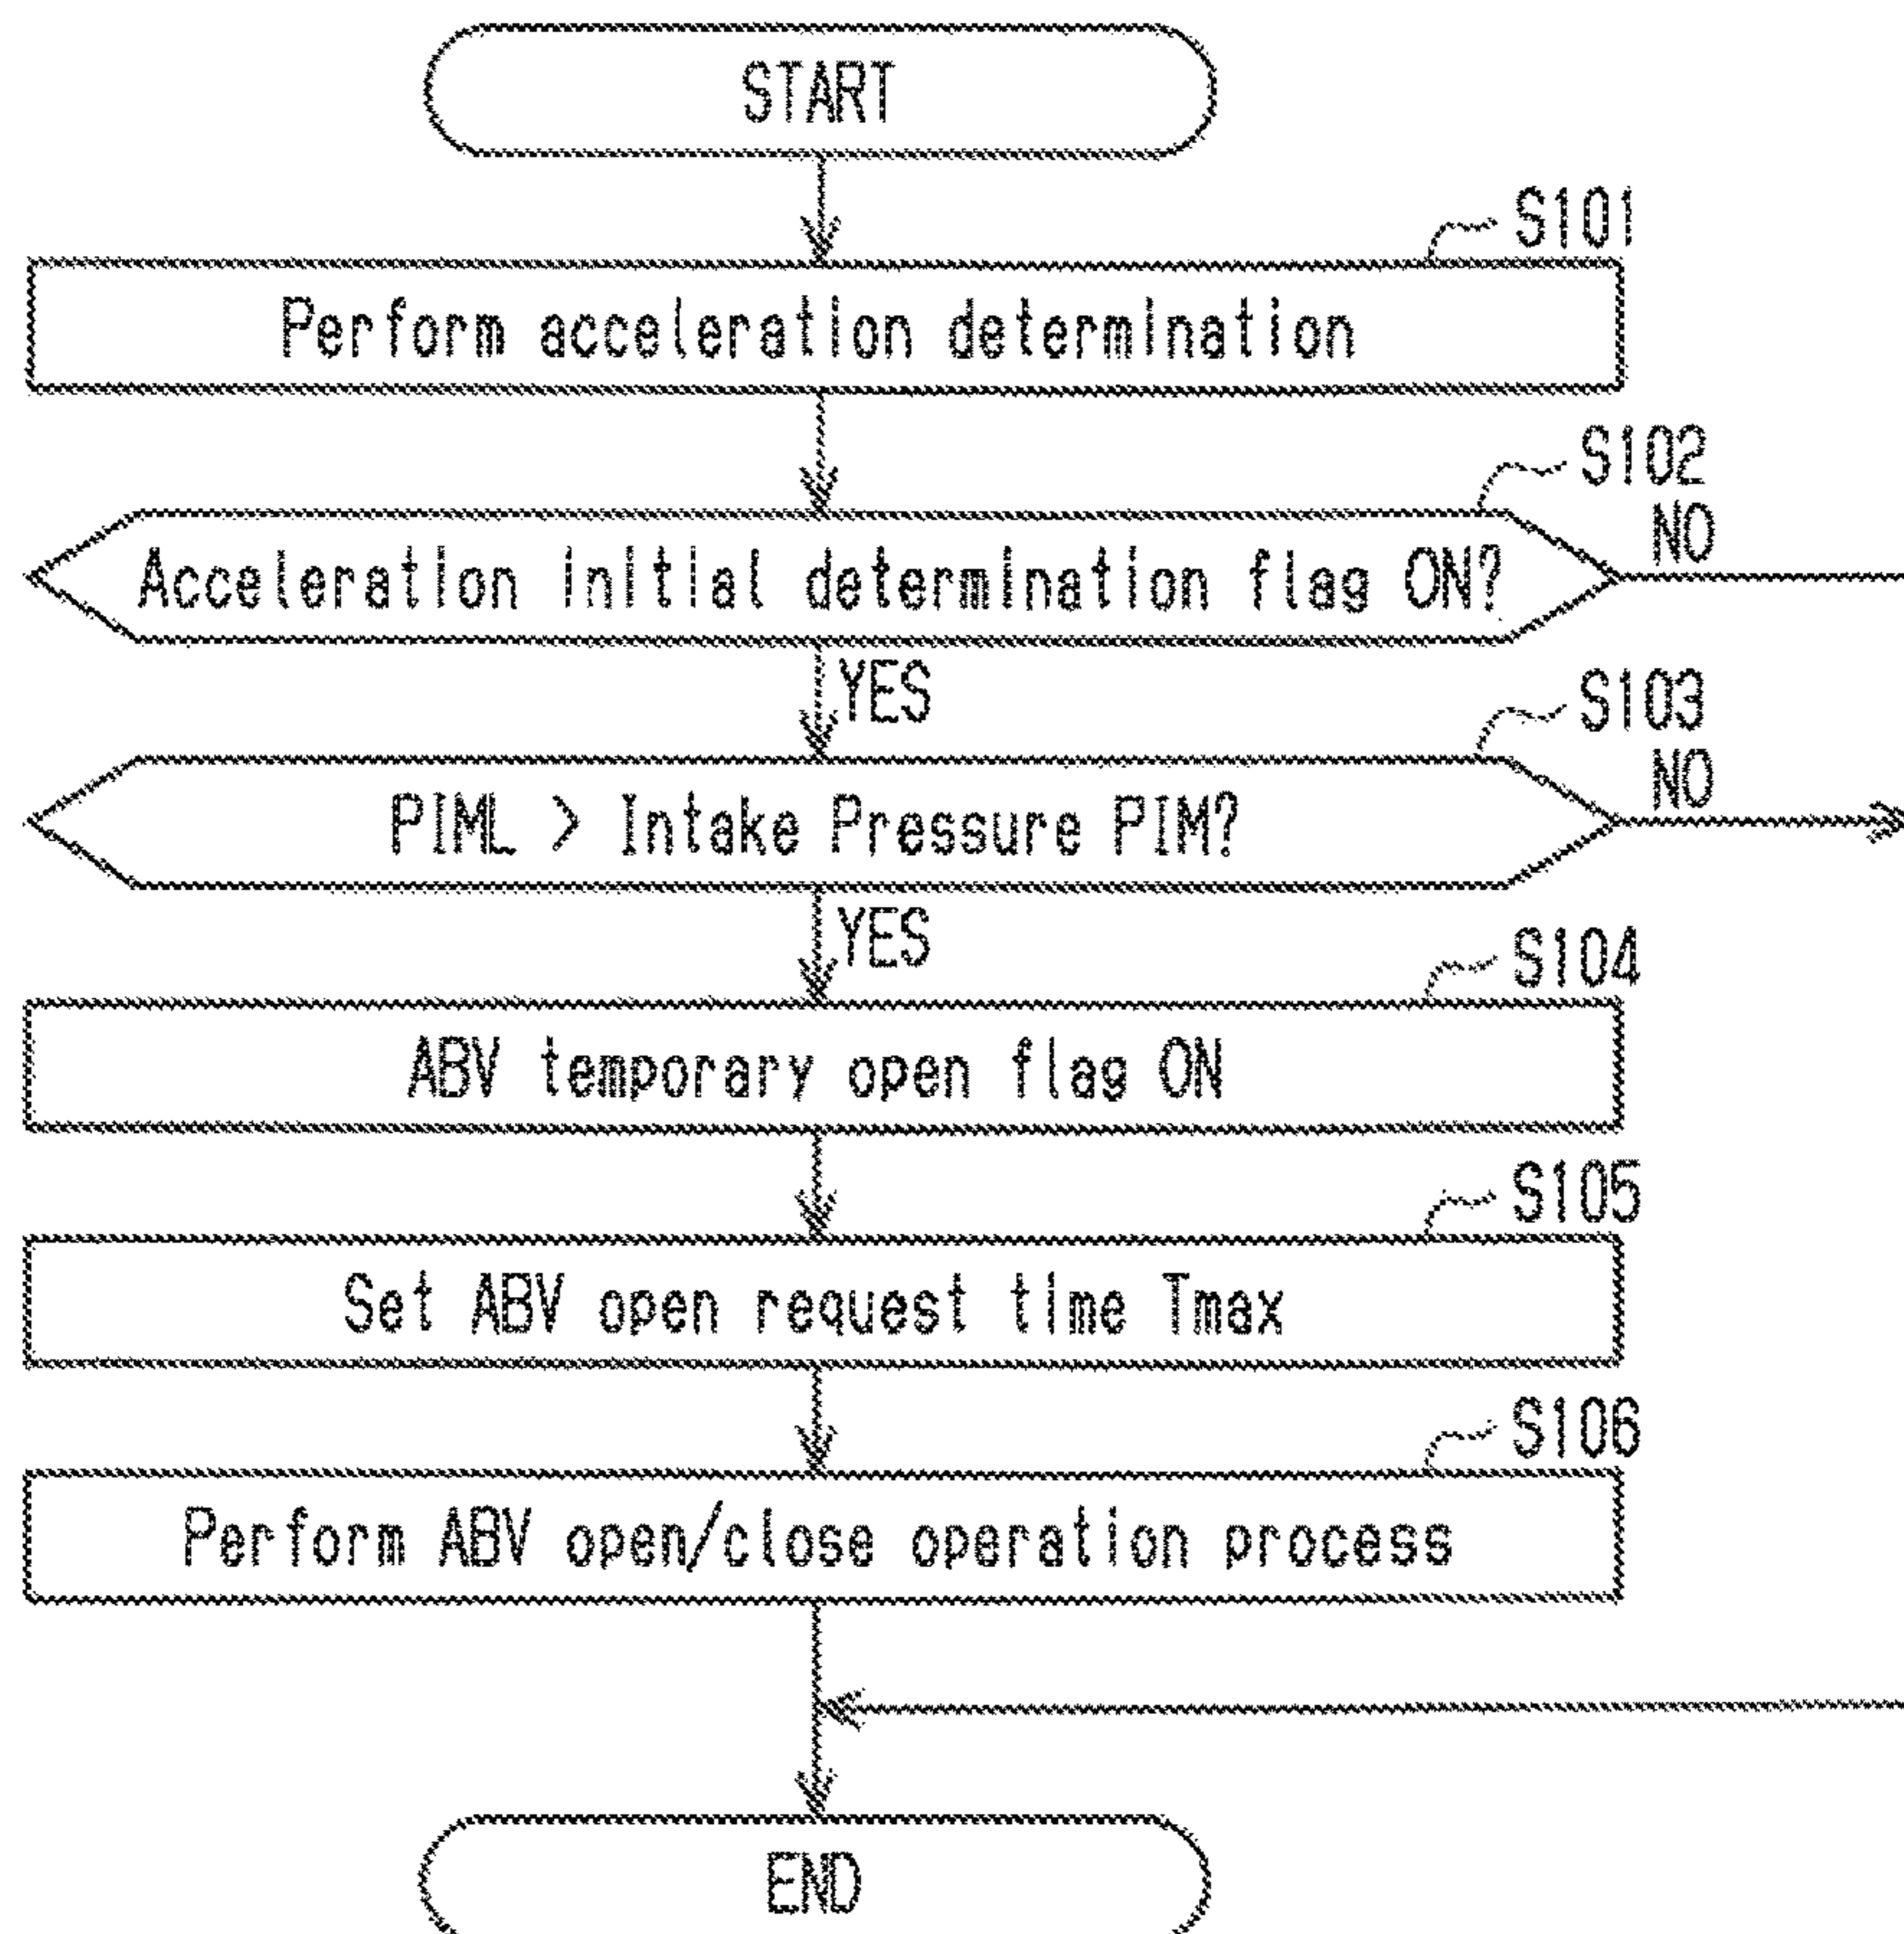 START
S101
Perform acceleration determination
S102
Acceleration initial determination flag ON?
NO
YES
S103
PIML > Intake Pressure PIM?
NO
YES
S104
ABV temporary open flag ON
S105
Set ABV open request time Tmax
S106
Perform ABV open/close operation process
END